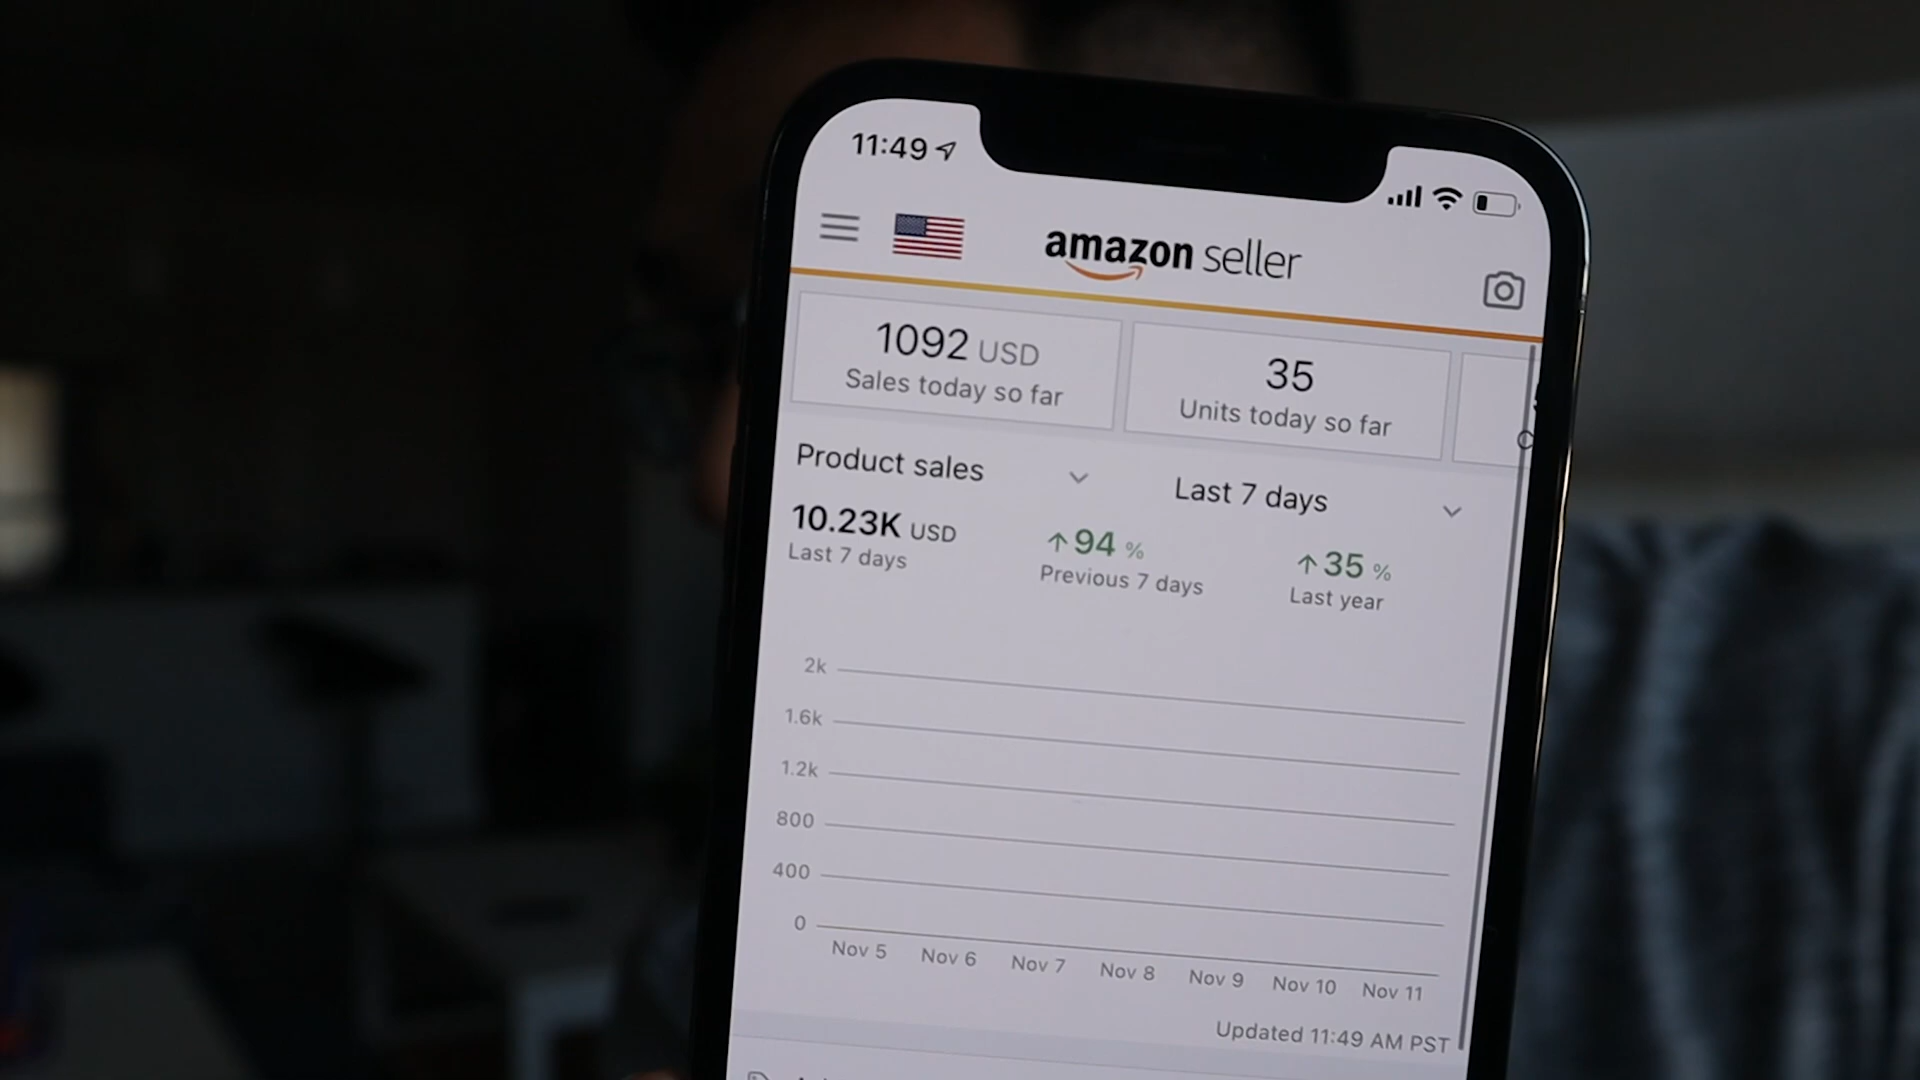 11:49
amazon seller
1092 USD
Sales today so far
35
Units today so far
Product sales
Last 7 days
10.23K USD
Last 7 days
↑94 %
Previous 7 days
↑35 %
Last year
2k
1.6k
1.2k
800
400
0
Nov 5 Nov 6 Nov 7 Nov 8 Nov 9 Nov 10 Nov 11
Updated 11:49 AM PST